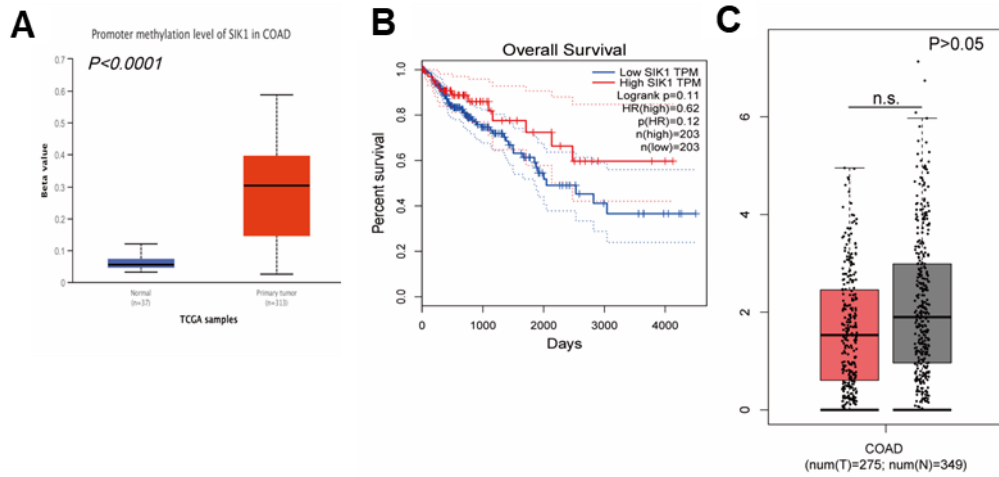 A
Promoter methylation level of SIK1 in COAD
P<0.0001
0.7
0.6
0.5
0.4
0.3
0.2
0.1
0
Beta value
Normal
(n=37)
Primary tumor
(n=313)
TCGA samples
B
Overall Survival
Low SIK1 TPM
High SIK1 TPM
Logrank p=0.11
HR(high)=0.62
p(HR)=0.12
n(high)=203
n(low)=203
1.0
0.8
0.6
0.4
0.2
0.0
Percent survival
0 1000 2000 3000 4000
Days
C
P>0.05
n.s.
6
4
2
0
COAD
(num(T)=275; num(N)=349)